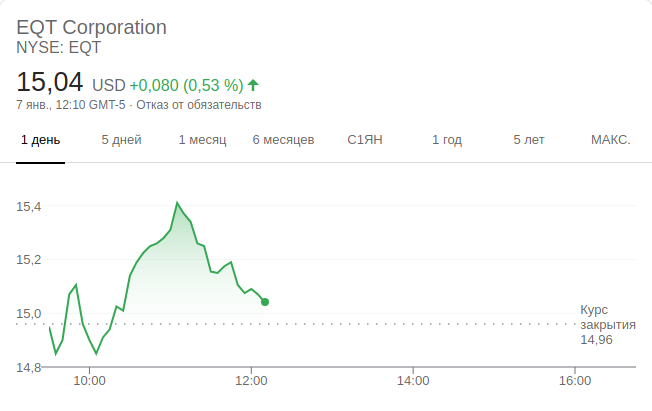 EQT Corporation
NYSE: EQT
15,04 USD +0,080 (0,53 %)
7 янв., 12:10 GMT-5 · Отказ от обязательств
1 день 5 дней 1 месяц 6 месяцев С1ЯН 1 год 5 лет МАКС.
15,4
15,2
15,0
14,8
Курс
закрытия
14,96
10:00 12:00 14:00 16:00